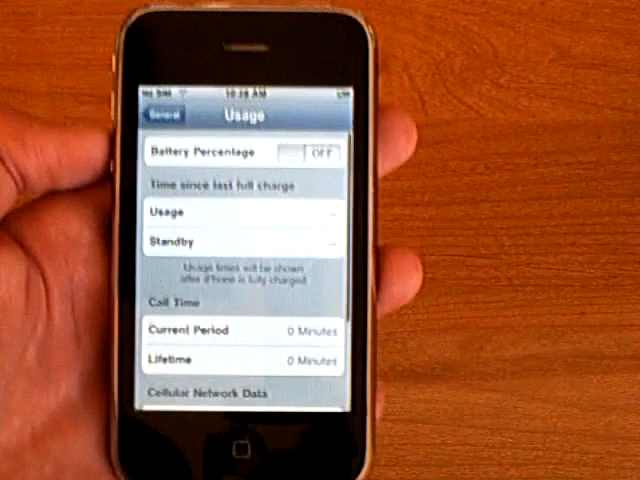 No SIM 10:28 AM
General Usage
Battery Percentage OFF
Time since last full charge
Usage --
Standby --
Usage times will be shown
after iPhone is fully charged
Call Time
Current Period 0 Minutes
Lifetime 0 Minutes
Cellular Network Data